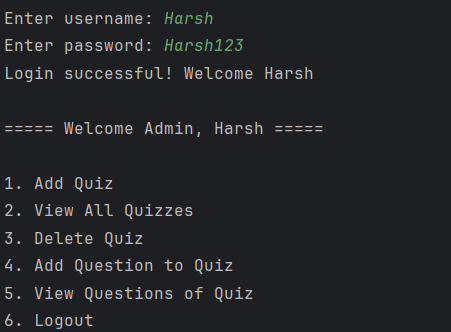 Enter username: Harsh
Enter password: Harsh123
Login successful! Welcome Harsh
===== Welcome Admin, Harsh =====
1. Add Quiz
2. View All Quizzes
3. Delete Quiz
4. Add Question to Quiz
5. View Questions of Quiz
6. Logout